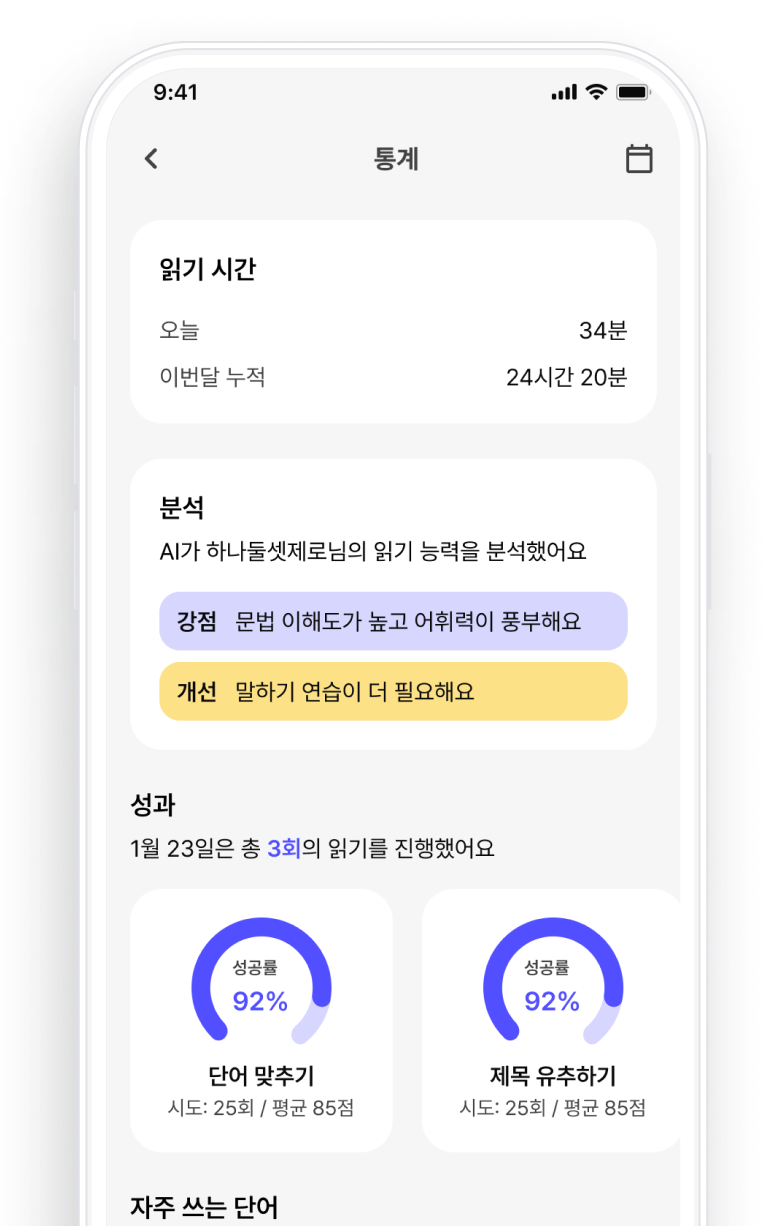 9:41
통계
읽기 시간
오늘 34분
이번달 누적 24시간 20분
분석
AI가 하나둘셋제로님의 읽기 능력을 분석했어요
강점 문법 이해도가 높고 어휘력이 풍부해요
개선 말하기 연습이 더 필요해요
성과
1월 23일은 총 3회의 읽기를 진행했어요
성공률 성공률
92% 92%
단어 맞추기 제목 유추하기
시도: 25회 / 평균 85점 시도: 25회 / 평균 85점
자주 쓰는 단어